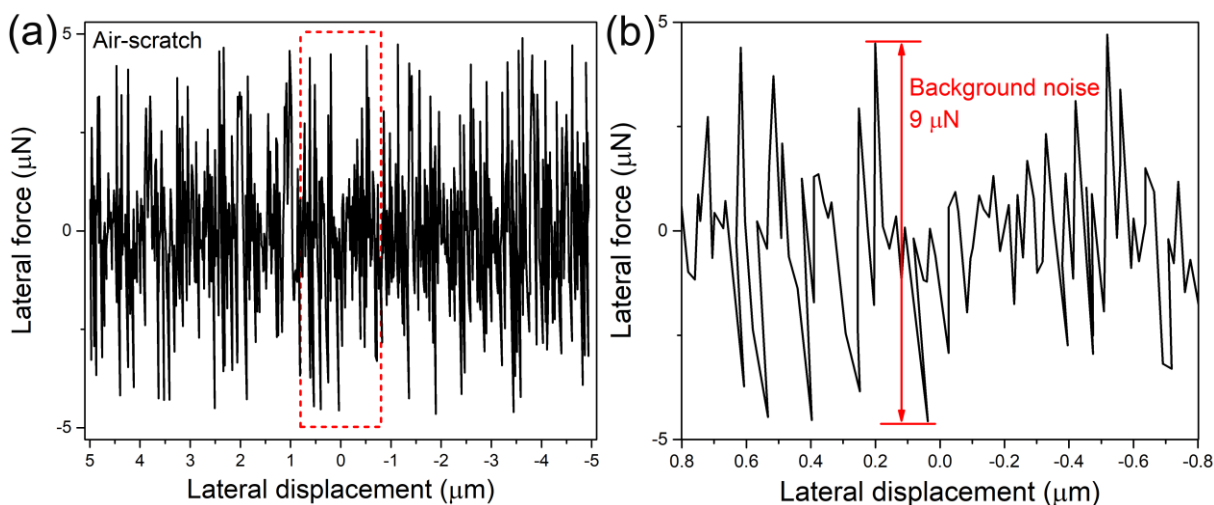 (a)
Air-scratch
Lateral force (μN)
5
0
-5
5 4 3 2 1 0 -1 -2 -3 -4 -5
Lateral displacement (μm)
(b)
Background noise
9 μN
Lateral force (μN)
5
0
-5
0.8 0.6 0.4 0.2 0.0 -0.2 -0.4 -0.6 -0.8
Lateral displacement (μm)